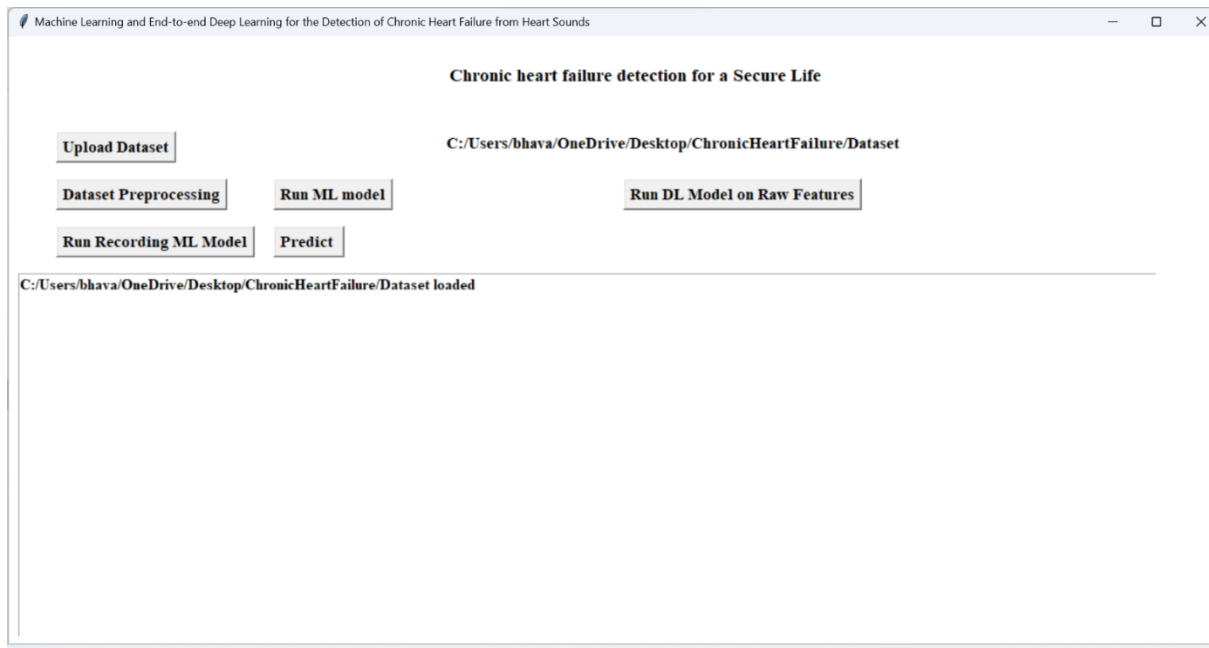 Machine Learning and End-to-end Deep Learning for the Detection of Chronic Heart Failure from Heart Sounds
Chronic heart failure detection for a Secure Life
Upload Dataset C:/Users/bhava/OneDrive/Desktop/ChronicHeartFailure/Dataset
Dataset Preprocessing Run ML model Run DL Model on Raw Features
Run Recording ML Model Predict
C:/Users/bhava/OneDrive/Desktop/ChronicHeartFailure/Dataset loaded